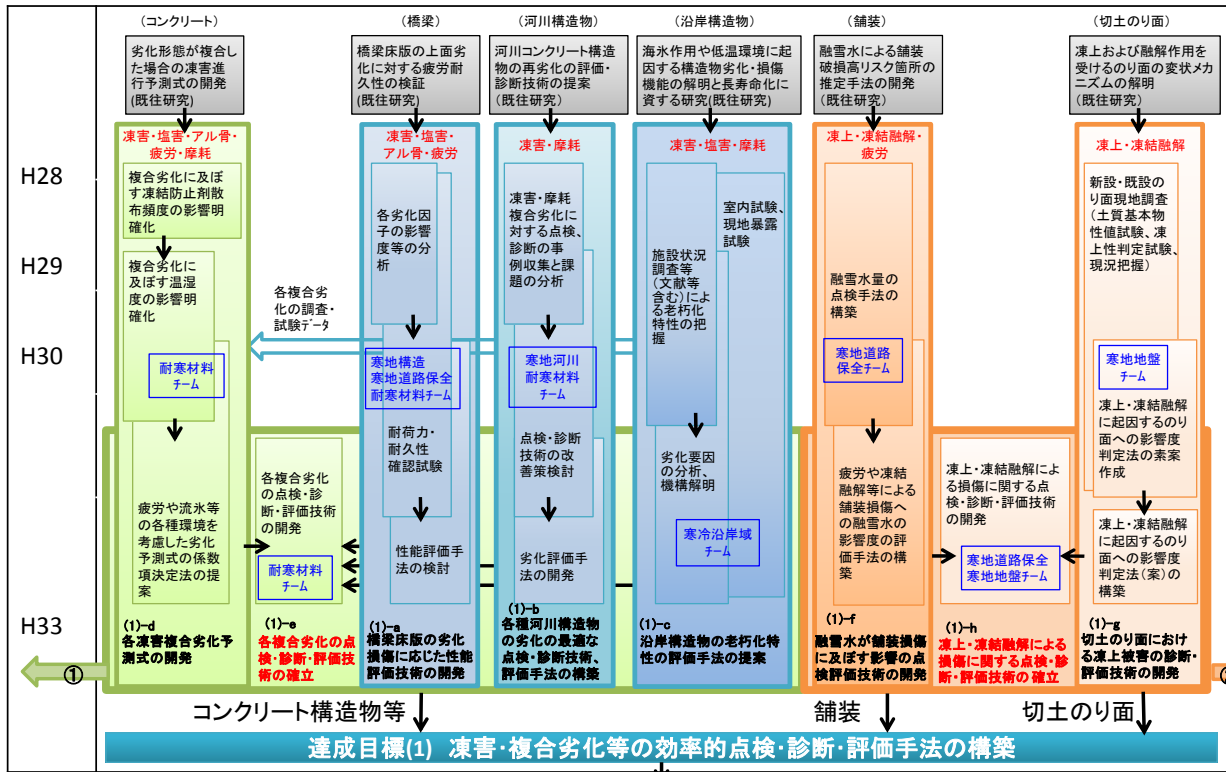 (コンクリート)
劣化形態が複合し
た場合の凍害進
行予測式の開発
(既往研究)
凍害・塩害・アル骨・
疲労・摩耗
複合劣化に及ぼ
す凍結防止剤散
布頻度の影響明
確化
複合劣化に
及ぼす温湿
度の影響明
確化
耐寒材料
チーム
疲労や流氷等
の各種環境を
考慮した劣化
予測式の係数
項決定法の提
案
(1)-d
各凍害複合劣化予
測式の開発
各複合劣
化の調査・
試験データ
各複合劣化
の点検・診
断・評価技術
の開発
耐寒材料
チーム
(1)-e
各複合劣化の点
検・診断・評価技
術の確立
(橋梁)
橋梁床版の上面劣
化に対する疲労耐
久性の検証
(既往研究)
凍害・塩害・
アル骨・疲労
各劣化因
子の影響
度等の分
析
寒地構造
寒地道路保全
耐寒材料チーム
耐荷力・
耐久性
確認試験
性能評価手
法の検討
(1)-a
橋梁床版の劣化
損傷に応じた性能
評価技術の開発
(河川構造物)
河川コンクリート構造
物の再劣化の評価・
診断技術の提案
(既往研究)
凍害・摩耗
凍害・摩耗
複合劣化に
対する点検、
診断の事
例収集と課
題の分析
寒地河川
耐寒材料
チーム
点検・診断
技術の改
善策検討
劣化評価手
法の開発
(1)-b
各種河川構造物
の劣化の最適な
点検・診断技術、
評価手法の構築
(沿岸構造物)
海氷作用や低温環境に起
因する構造物劣化・損傷
機能の解明と長寿命化に
資する研究(既往研究)
凍害・塩害・摩耗
室内試験、
現地暴露
試験
施設状況
調査等
(文献等
含む)によ
る老朽化
特性の把
握
劣化要因
の分析、
機構解明
寒冷沿岸域
チーム
(1)-c
沿岸構造物の老朽化特
性の評価手法の提案
(舗装)
融雪水による舗装
破損高リスク箇所の
推定手法の開発
(既往研究)
凍上・凍結融解・
疲労
融雪水量の
点検手法の
構築
寒地道路
保全チーム
疲労や凍結
融解等による
舗装損傷へ
の融雪水の
影響度の評
価手法の構
築
(1)-f
融雪水が舗装損傷
に及ぼす影響の点
検評価技術の開発
凍上・凍結融解によ
る損傷に関する点
検・診断・評価技術
の開発
寒地道路保全
寒地地盤チーム
(1)-h
凍上・凍結融解による
損傷に関する点検・診
断・評価技術の 確立
(切土のり面)
凍上および融解作用を
受けるのり面の変状メカ
ニズムの解明
(既往研究)
凍上・凍結融解
新設・既設のり
面現地調査
(土質基本物
性値試験、凍
上性判定試験、
現況把握)
寒地地盤
チーム
凍上・凍結融解
に起因するのり
面への影響度
判定法の素案
作成
凍上・凍結融解
に起因するのり
面への影響度
判定法(案)の
構築
(1)-g
切土のり面におけ
る凍上被害の診断・
評価技術の開発
H28
H29
H30
H33
①
コンクリート構造物等
舗装
切土のり面
達成目標(1) 凍害・複合劣化等の効率的点検・診断・評価手法の構築